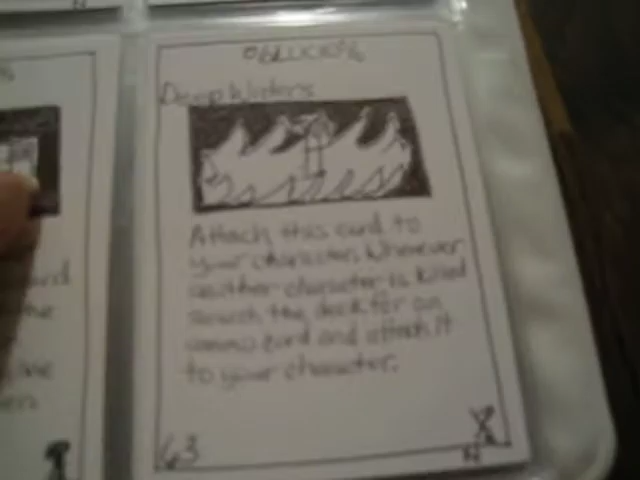 Deep Waters
Attach this card to
your character. Whenever
another character is killed
search the deck for an
ammo card and attach it
to your character.
63